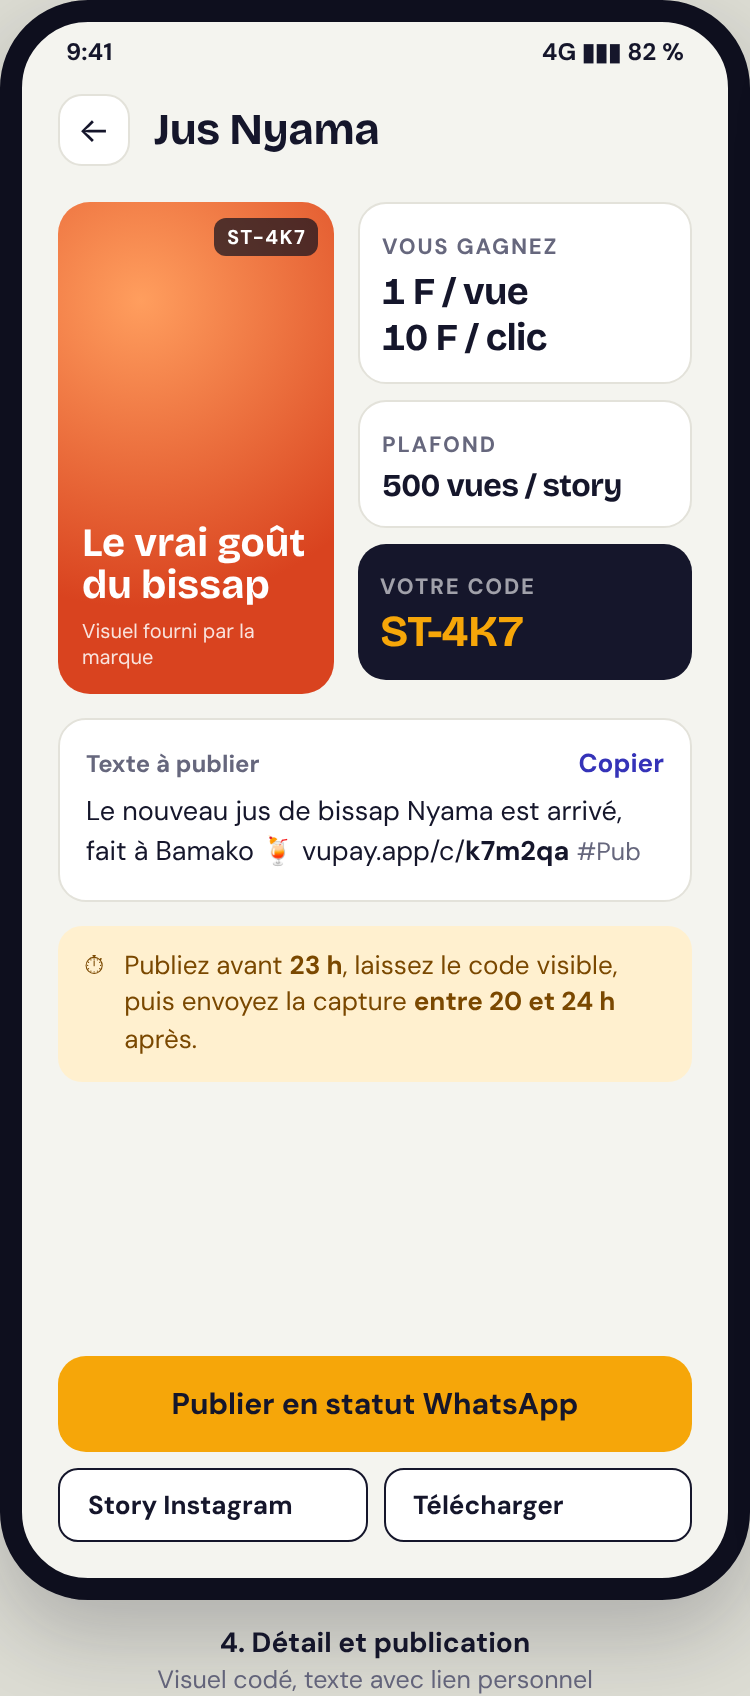 9:41
4G 82 %
← Jus Nyama
ST-4K7
Le vrai goût
du bissap
Visuel fourni par la
marque
VOUS GAGNEZ
1 F / vue
10 F / clic
PLAFOND
500 vues / story
VOTRE CODE
ST-4K7
Texte à publier
Copier
Le nouveau jus de bissap Nyama est arrivé,
fait à Bamako 🍹 vupay.app/c/k7m2qa #Pub
⏱ Publiez avant 23 h, laissez le code visible,
puis envoyez la capture entre 20 et 24 h
après.
Publier en statut WhatsApp
Story Instagram
Télécharger
4. Détail et publication
Visuel codé, texte avec lien personnel